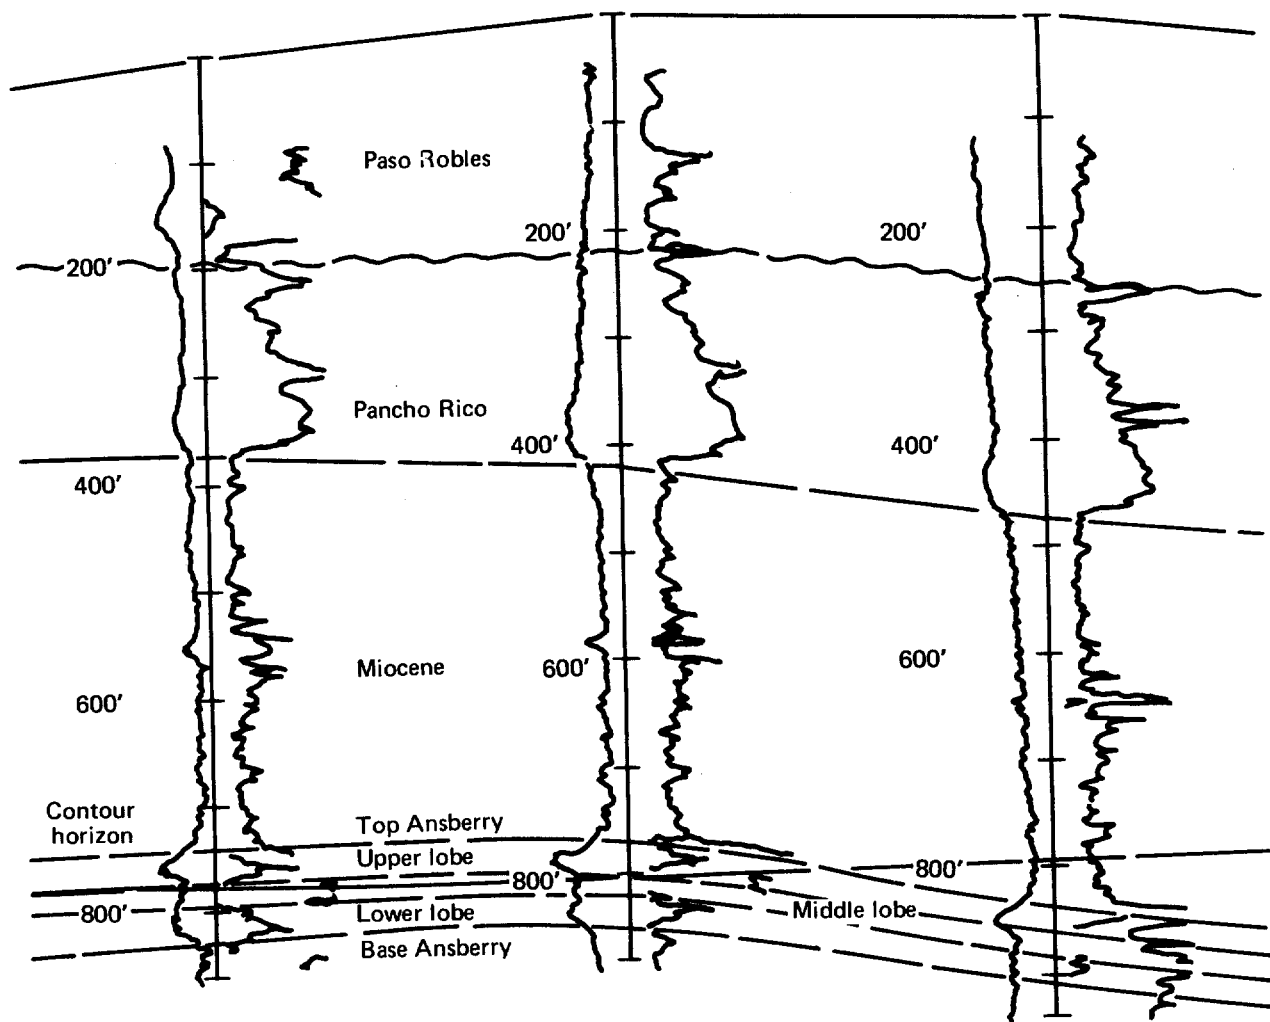 Paso Robles
200'
200'
200'
Pancho Rico
400'
400'
400'
Miocene
600'
600'
600'
Contour
horizon
Top Ansberry
Upper lobe
800'
800'
800'
Lower lobe
Middle lobe
Base Ansberry